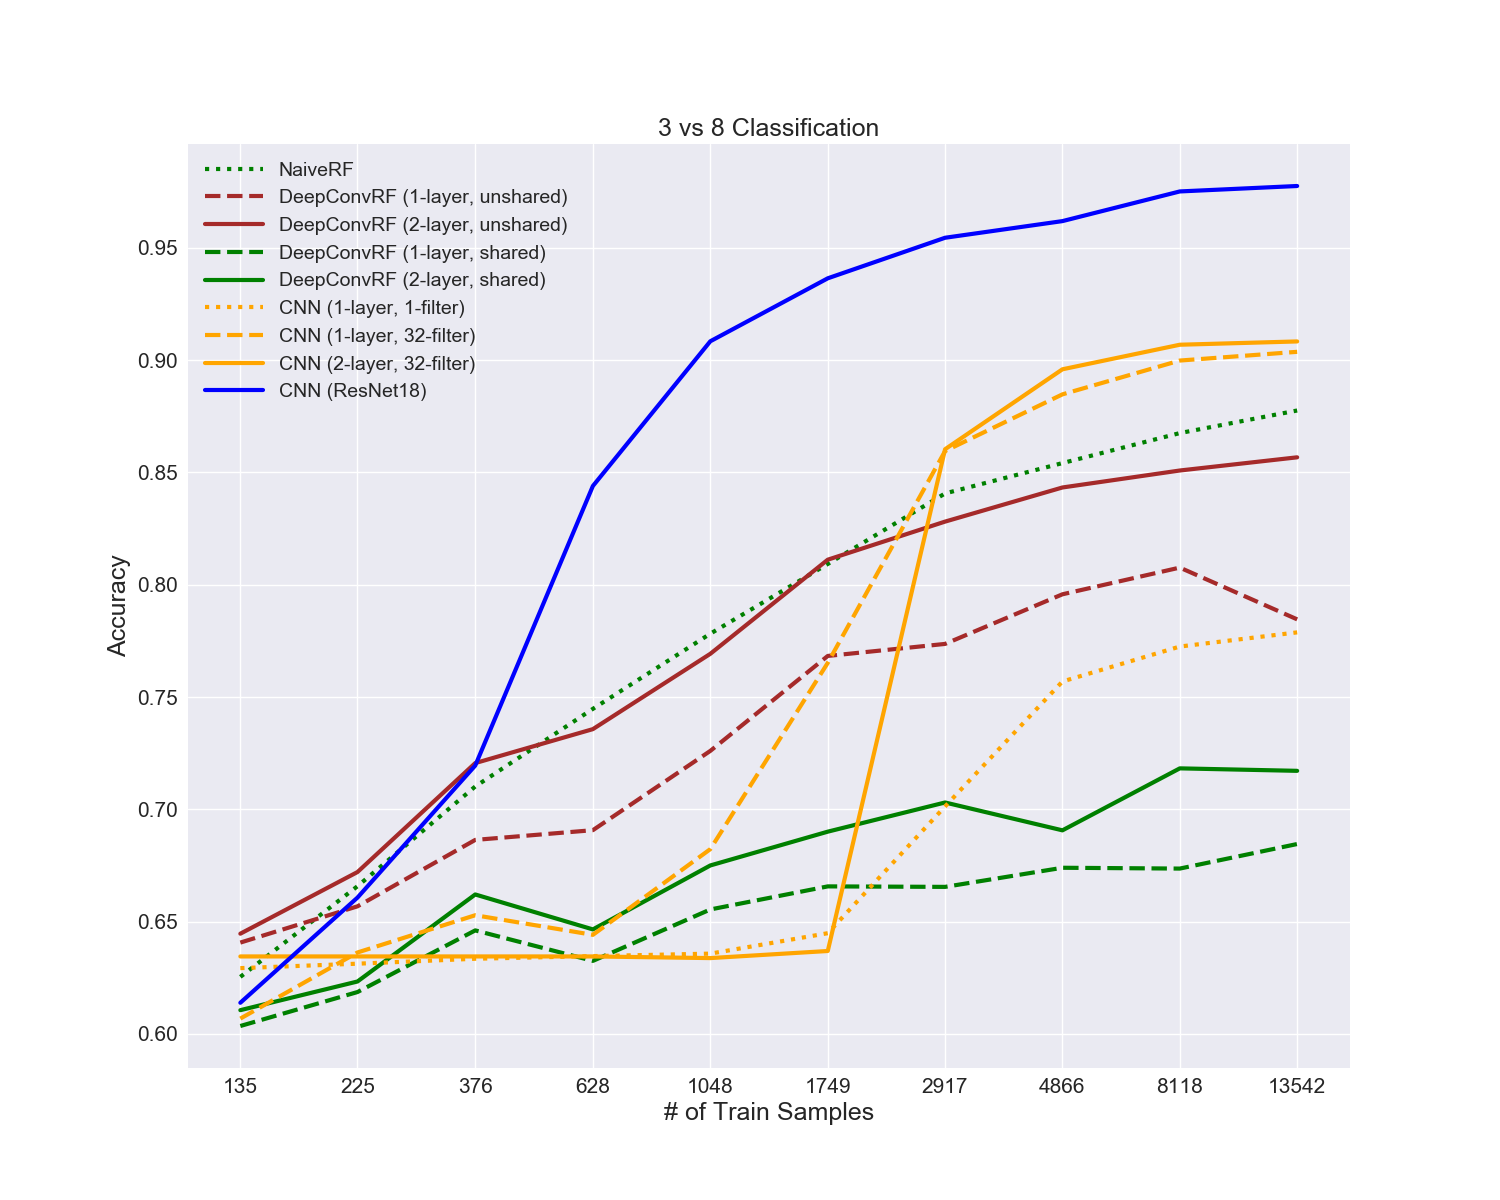 3 vs 8 Classification
NaiveRF
DeepConvRF (1-layer, unshared)
DeepConvRF (2-layer, unshared)
DeepConvRF (1-layer, shared)
DeepConvRF (2-layer, shared)
CNN (1-layer, 1-filter)
CNN (1-layer, 32-filter)
CNN (2-layer, 32-filter)
CNN (ResNet18)
0.95
0.90
0.85
0.80
0.75
0.70
0.65
0.60
Accuracy
135 225 376 628 1048 1749 2917 4866 8118 13542
# of Train Samples